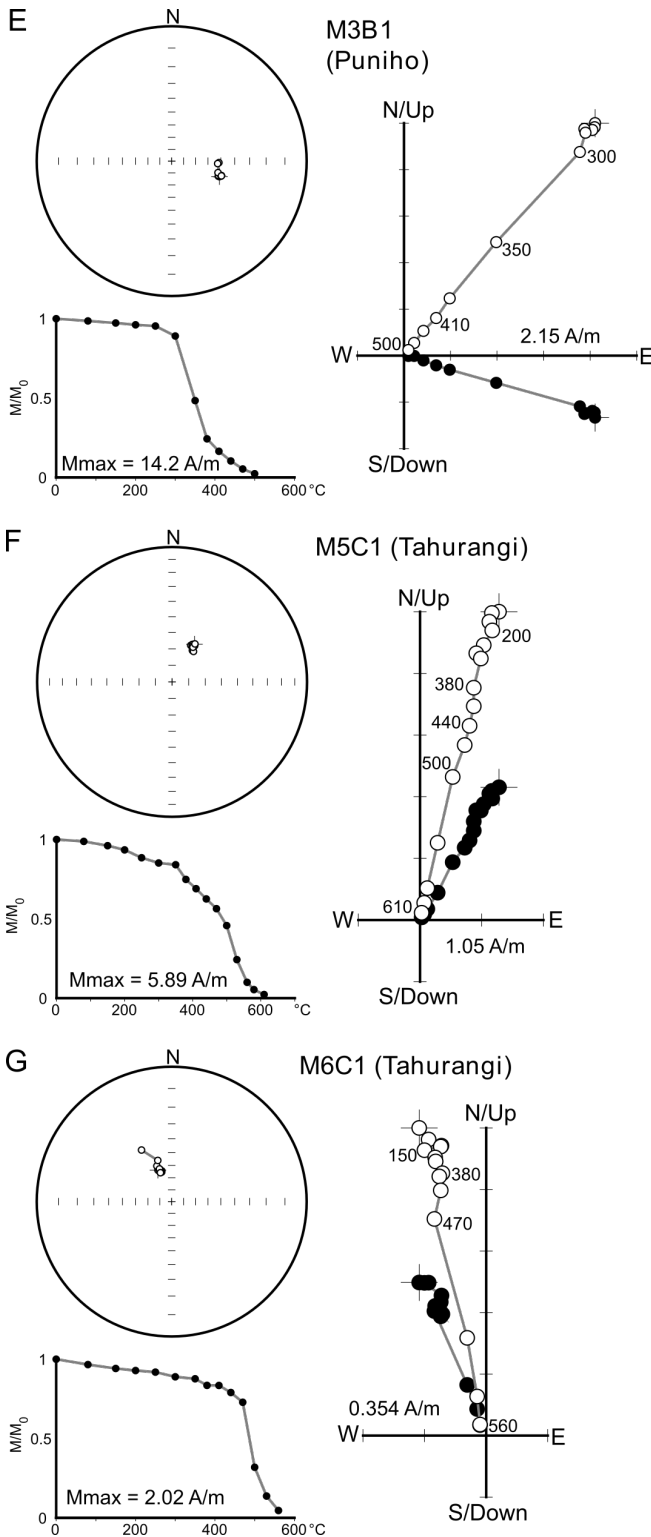 E
M3B1
(Puniho)
N
N/Up
300
350
410
500
2.15 A/m
W
E
S/Down
1
0.5
0
M/M0
Mmax = 14.2 A/m
0
200
400
600 °C
F
M5C1 (Tahurangi)
N
N/Up
200
380
440
500
610
W
E
1.05 A/m
S/Down
1
0.5
0
M/M0
Mmax = 5.89 A/m
0
200
400
600
°C
G
M6C1 (Tahurangi)
N
N/Up
150
380
470
0.354 A/m
560
W
E
S/Down
1
0.5
0
M/M0
Mmax = 2.02 A/m
0
200
400
600 °C